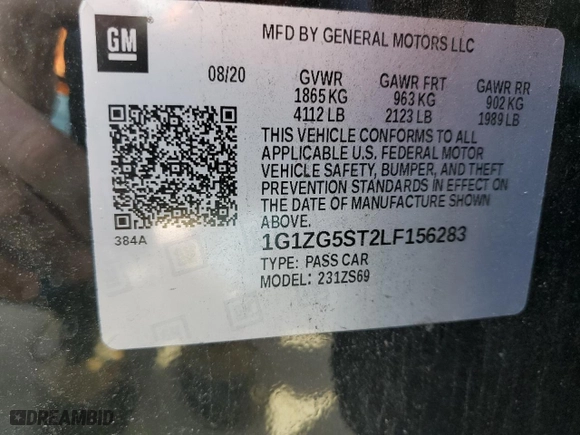 GM
MFD BY GENERAL MOTORS LLC
08/20 GVWR GAWR FRT GAWR RR
1865 KG 963 KG 902 KG
4112 LB 2123 LB 1989 LB
THIS VEHICLE CONFORMS TO ALL
APPLICABLE U.S. FEDERAL MOTOR
VEHICLE SAFETY, BUMPER, AND THEFT
PREVENTION STANDARDS IN EFFECT ON
THE DATE OF MANUFACTURE SHOWN
ABOVE.
384A
1G1ZG5ST2LF156283
TYPE: PASS CAR
MODEL: 231ZS69
DREAMBID